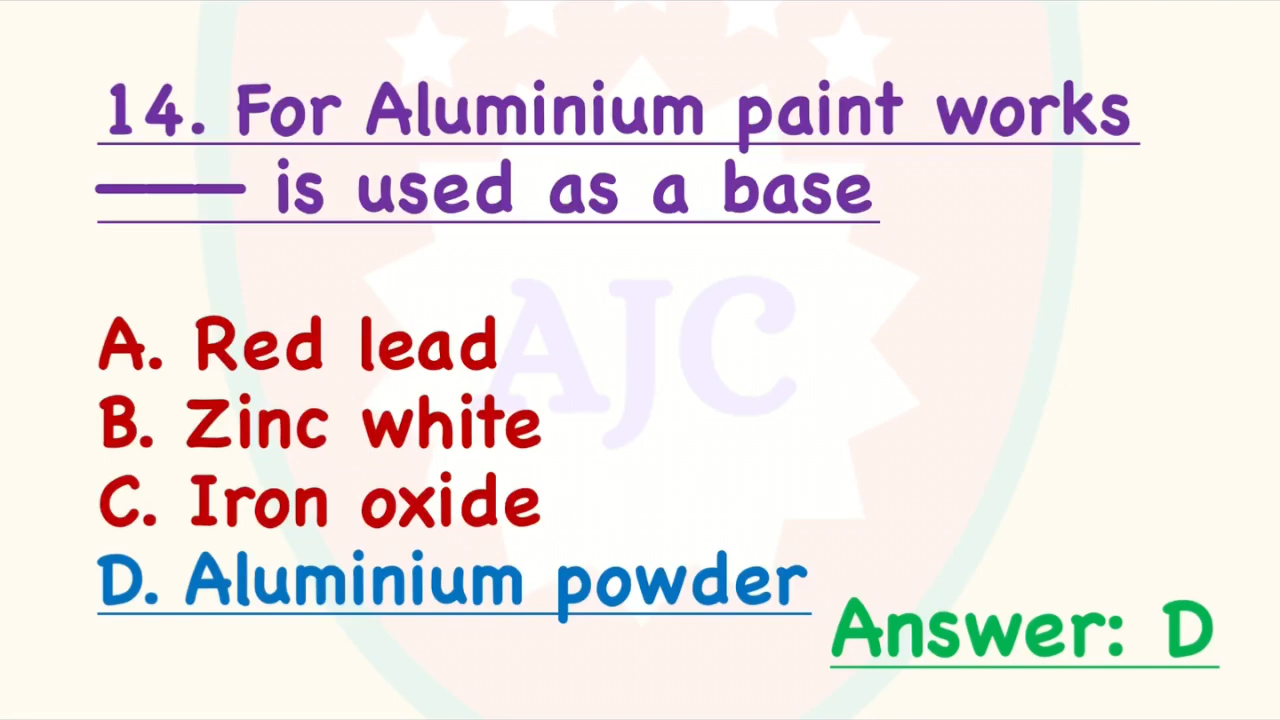 14. For Aluminium paint works
——— is used as a base
AJC
A. Red lead
B. Zinc white
C. Iron oxide
D. Aluminium powder
Answer: D